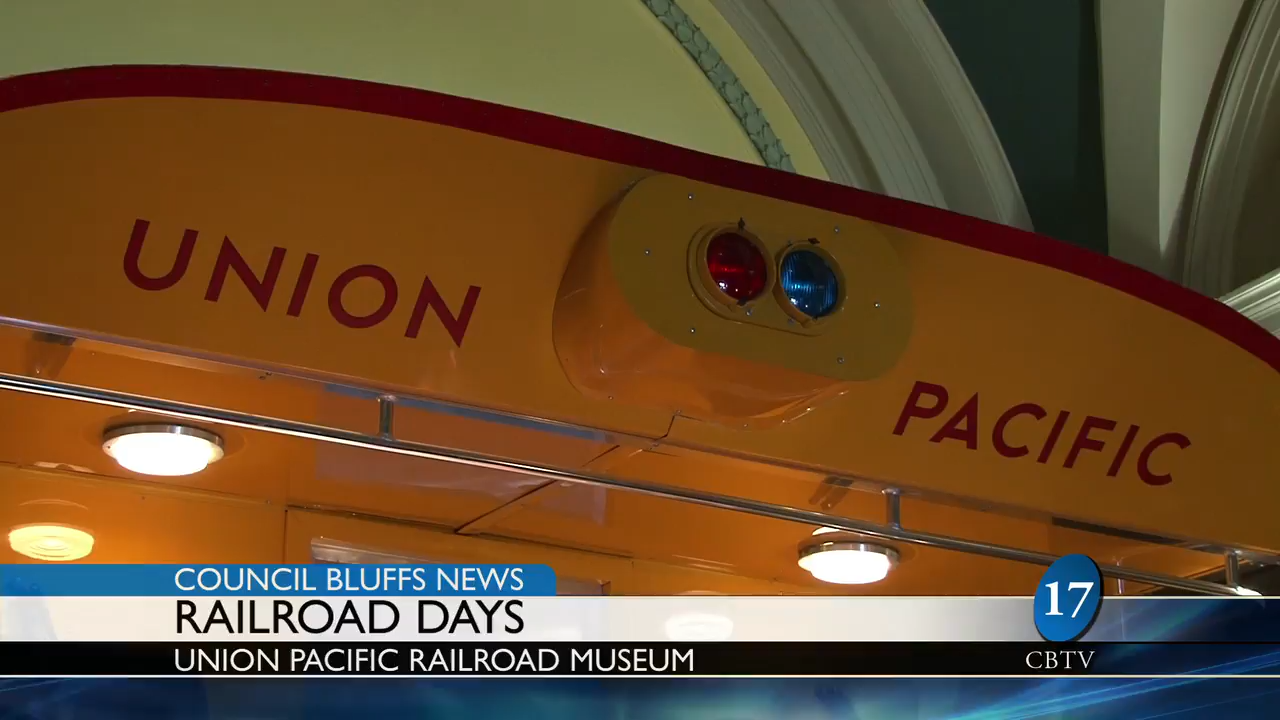 UNION PACIFIC
COUNCIL BLUFFS NEWS
RAILROAD DAYS
UNION PACIFIC RAILROAD MUSEUM
17
CBTV